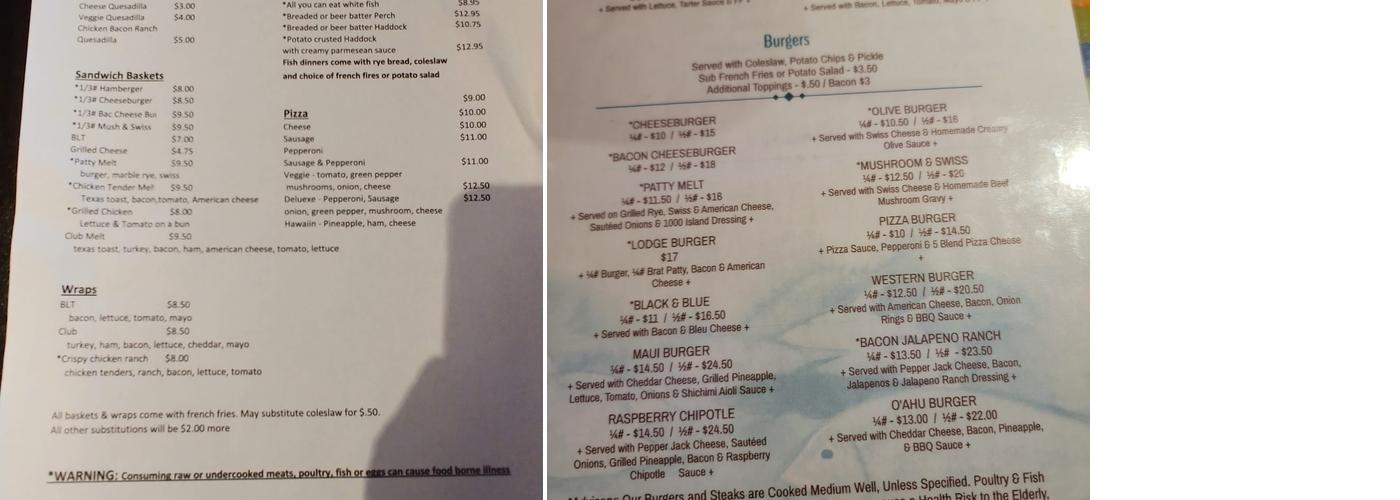 Cheese Quesadilla $3.00
Veggie Quesadilla $4.00
Chicken Bacon Ranch
Quesadilla $5.00
Sandwich Baskets
*1/3# Hamberger $8.00
*1/3# Cheeseburger $8.50
*1/3# Bac Cheese Bur $9.50
*1/3# Mush & Swiss $9.50
BLT $7.00
Grilled Cheese $4.75
*Patty Melt $9.50
burger, marble rye, swiss
*Chicken Tender Melt $9.50
Texas toast, bacon,tomato, American cheese
*Grilled Chicken $8.00
Lettuce & Tomato on a bun
Club Melt $9.50
texas toast, turkey, bacon, ham, american cheese, tomato, lettuce
Wraps
BLT $8.50
bacon, lettuce, tomato, mayo
Club $8.50
turkey, ham, bacon, lettuce, cheddar, mayo
*Crispy chicken ranch $8.00
chicken tenders, ranch, bacon, lettuce, tomato
All baskets & wraps come with french fries. May substitute coleslaw for $.50.
All other substitutions will be $2.00 more
*WARNING: Consuming raw or undercooked meats, poultry, fish or eggs can cause food borne illness
*All you can eat white fish $8.95
*Breaded or beer batter Perch $12.95
*Breaded or beer batter Haddock $10.75
*Potato crusted Haddock
with creamy parmesean sauce $12.95
Fish dinners come with rye bread, coleslaw
and choice of french fires or potato salad
$9.00
Pizza $10.00
Cheese $10.00
Sausage $11.00
Pepperoni
Sausage & Pepperoni $11.00
Veggie - tomato, green pepper
mushrooms, onion, cheese $12.50
Deluexe - Pepperoni, Sausage $12.50
onion, green pepper, mushroom, cheese
Hawaiin - Pineapple, ham, cheese
+ Served with Lettuce, Tarter Sauce &
+ Served with Bacon, Lettuce, Tomato,
Burgers
Served with Coleslaw, Potato Chips & Pickle
Sub French Fries or Potato Salad - $3.50
Additional Toppings - $.50 / Bacon $3
*CHEESEBURGER
¼# - $10 / ½# - $15
*BACON CHEESEBURGER
¼# - $12 / ½# - $18
*PATTY MELT
¼# - $11.50 / ½# - $16
+ Served on Grilled Rye, Swiss & American Cheese,
Sautéed Onions & 1000 Island Dressing +
*LODGE BURGER
$17
+ ¼# Burger, ¼# Brat Patty, Bacon & American
Cheese +
*BLACK & BLUE
¼# - $11 / ½# - $16.50
+ Served with Bacon & Bleu Cheese +
MAUI BURGER
¼# - $14.50 / ½# - $24.50
+ Served with Cheddar Cheese, Grilled Pineapple,
Lettuce, Tomato, Onions & Shichimi Aioli Sauce +
RASPBERRY CHIPOTLE
¼# - $14.50 / ½# - $24.50
+ Served with Pepper Jack Cheese, Sautéed
Onions, Grilled Pineapple, Bacon & Raspberry
Chipotle Sauce +
*OLIVE BURGER
¼# - $10.50 / ½# - $16
+ Served with Swiss Cheese & Homemade Creamy
Olive Sauce +
*MUSHROOM & SWISS
¼# - $12.50 / ½# - $20
+ Served with Swiss Cheese & Homemade Beef
Mushroom Gravy +
PIZZA BURGER
¼# - $10 / ½# - $14.50
+ Pizza Sauce, Pepperoni & 5 Blend Pizza Cheese
+
WESTERN BURGER
¼# - $12.50 / ½# - $20.50
+ Served with American Cheese, Bacon, Onion
Rings & BBQ Sauce +
*BACON JALAPENO RANCH
¼# - $13.50 / ½# - $23.50
+ Served with Pepper Jack Cheese, Bacon,
Jalapenos & Jalapeno Ranch Dressing +
O'AHU BURGER
¼# - $13.00 / ½# - $22.00
+ Served with Cheddar Cheese, Bacon, Pineapple,
& BBQ Sauce +
Our Burgers and Steaks are Cooked Medium Well, Unless Specified. Poultry & Fish
Health Risk to the Elderly,